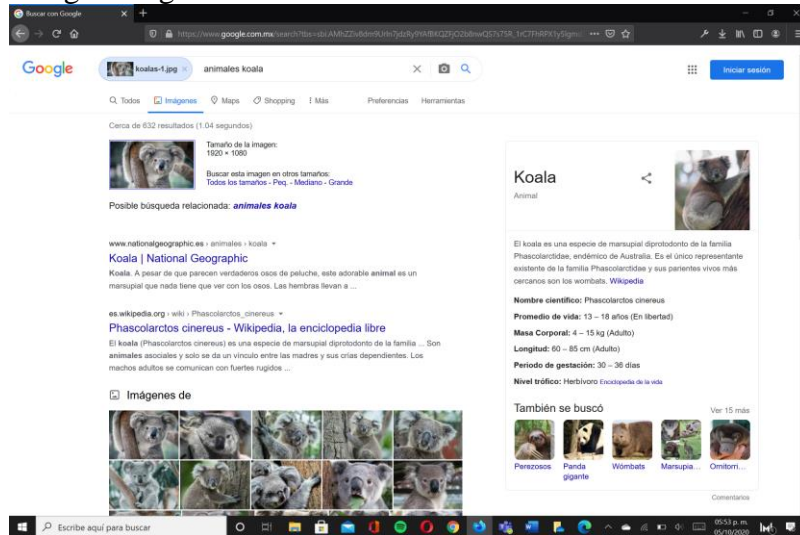 Buscar con Google
https://www.google.com.mx/search?tbs=sbi:
Google
koalas-1.jpg
animales koala
Iniciar sesión
Todos
Imágenes
Maps
Shopping
Más
Preferencias
Herramientas
Cerca de 632 resultados (1.04 segundos)
Tamaño de la imagen:
1920 × 1080
Buscar esta imagen en otros tamaños:
Todos los tamaños - Peq. - Mediano - Grande
Posible búsqueda relacionada: animales koala
www.nationalgeographic.es › animales › koala
Koala | National Geographic
Koala. A pesar de que parecen verdaderos osos de peluche, este adorable animal es un
marsupial que nada tiene que ver con los osos. Las hembras llevan a ...
es.wikipedia.org › wiki › Phascolarctos_cinereus
Phascolarctos cinereus - Wikipedia, la enciclopedia libre
El koala (Phascolarctos cinereus) es una especie de marsupial diprotodonto de la familia ... Son
animales asociales y solo se da un vínculo entre las madres y sus crías dependientes. Los
machos adultos se comunican con fuertes rugidos ...
Imágenes de
Koala
Animal
El koala es una especie de marsupial diprotodonto de la familia
Phascolarctidae, endémico de Australia. Es el único representante
existente de la familia Phascolarctidae y sus parientes vivos más
cercanos son los wombats. Wikipedia
Nombre científico: Phascolarctos cinereus
Promedio de vida: 13 – 18 años (En libertad)
Masa Corporal: 4 – 15 kg (Adulto)
Longitud: 60 – 85 cm (Adulto)
Periodo de gestación: 30 – 36 días
Nivel trófico: Herbívoro Enciclopedia de la vida
También se buscó
Ver 15 más
Perezosos
Panda
gigante
Wómbats
Marsupia...
Ornitorri...
Comentarios
Escribe aquí para buscar
05:53 p. m.
05/10/2020